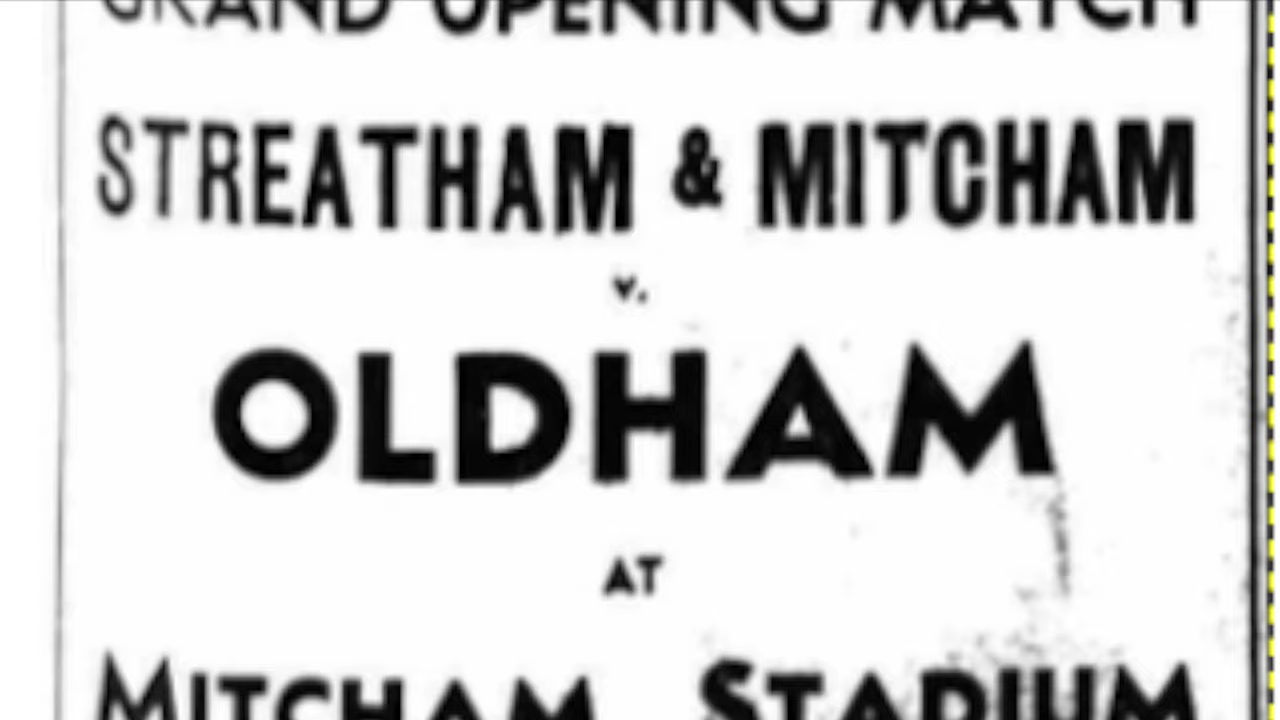 GRAND OPENING MATCH
STREATHAM & MITCHAM
v.
OLDHAM
AT
MITCHAM STADIUM